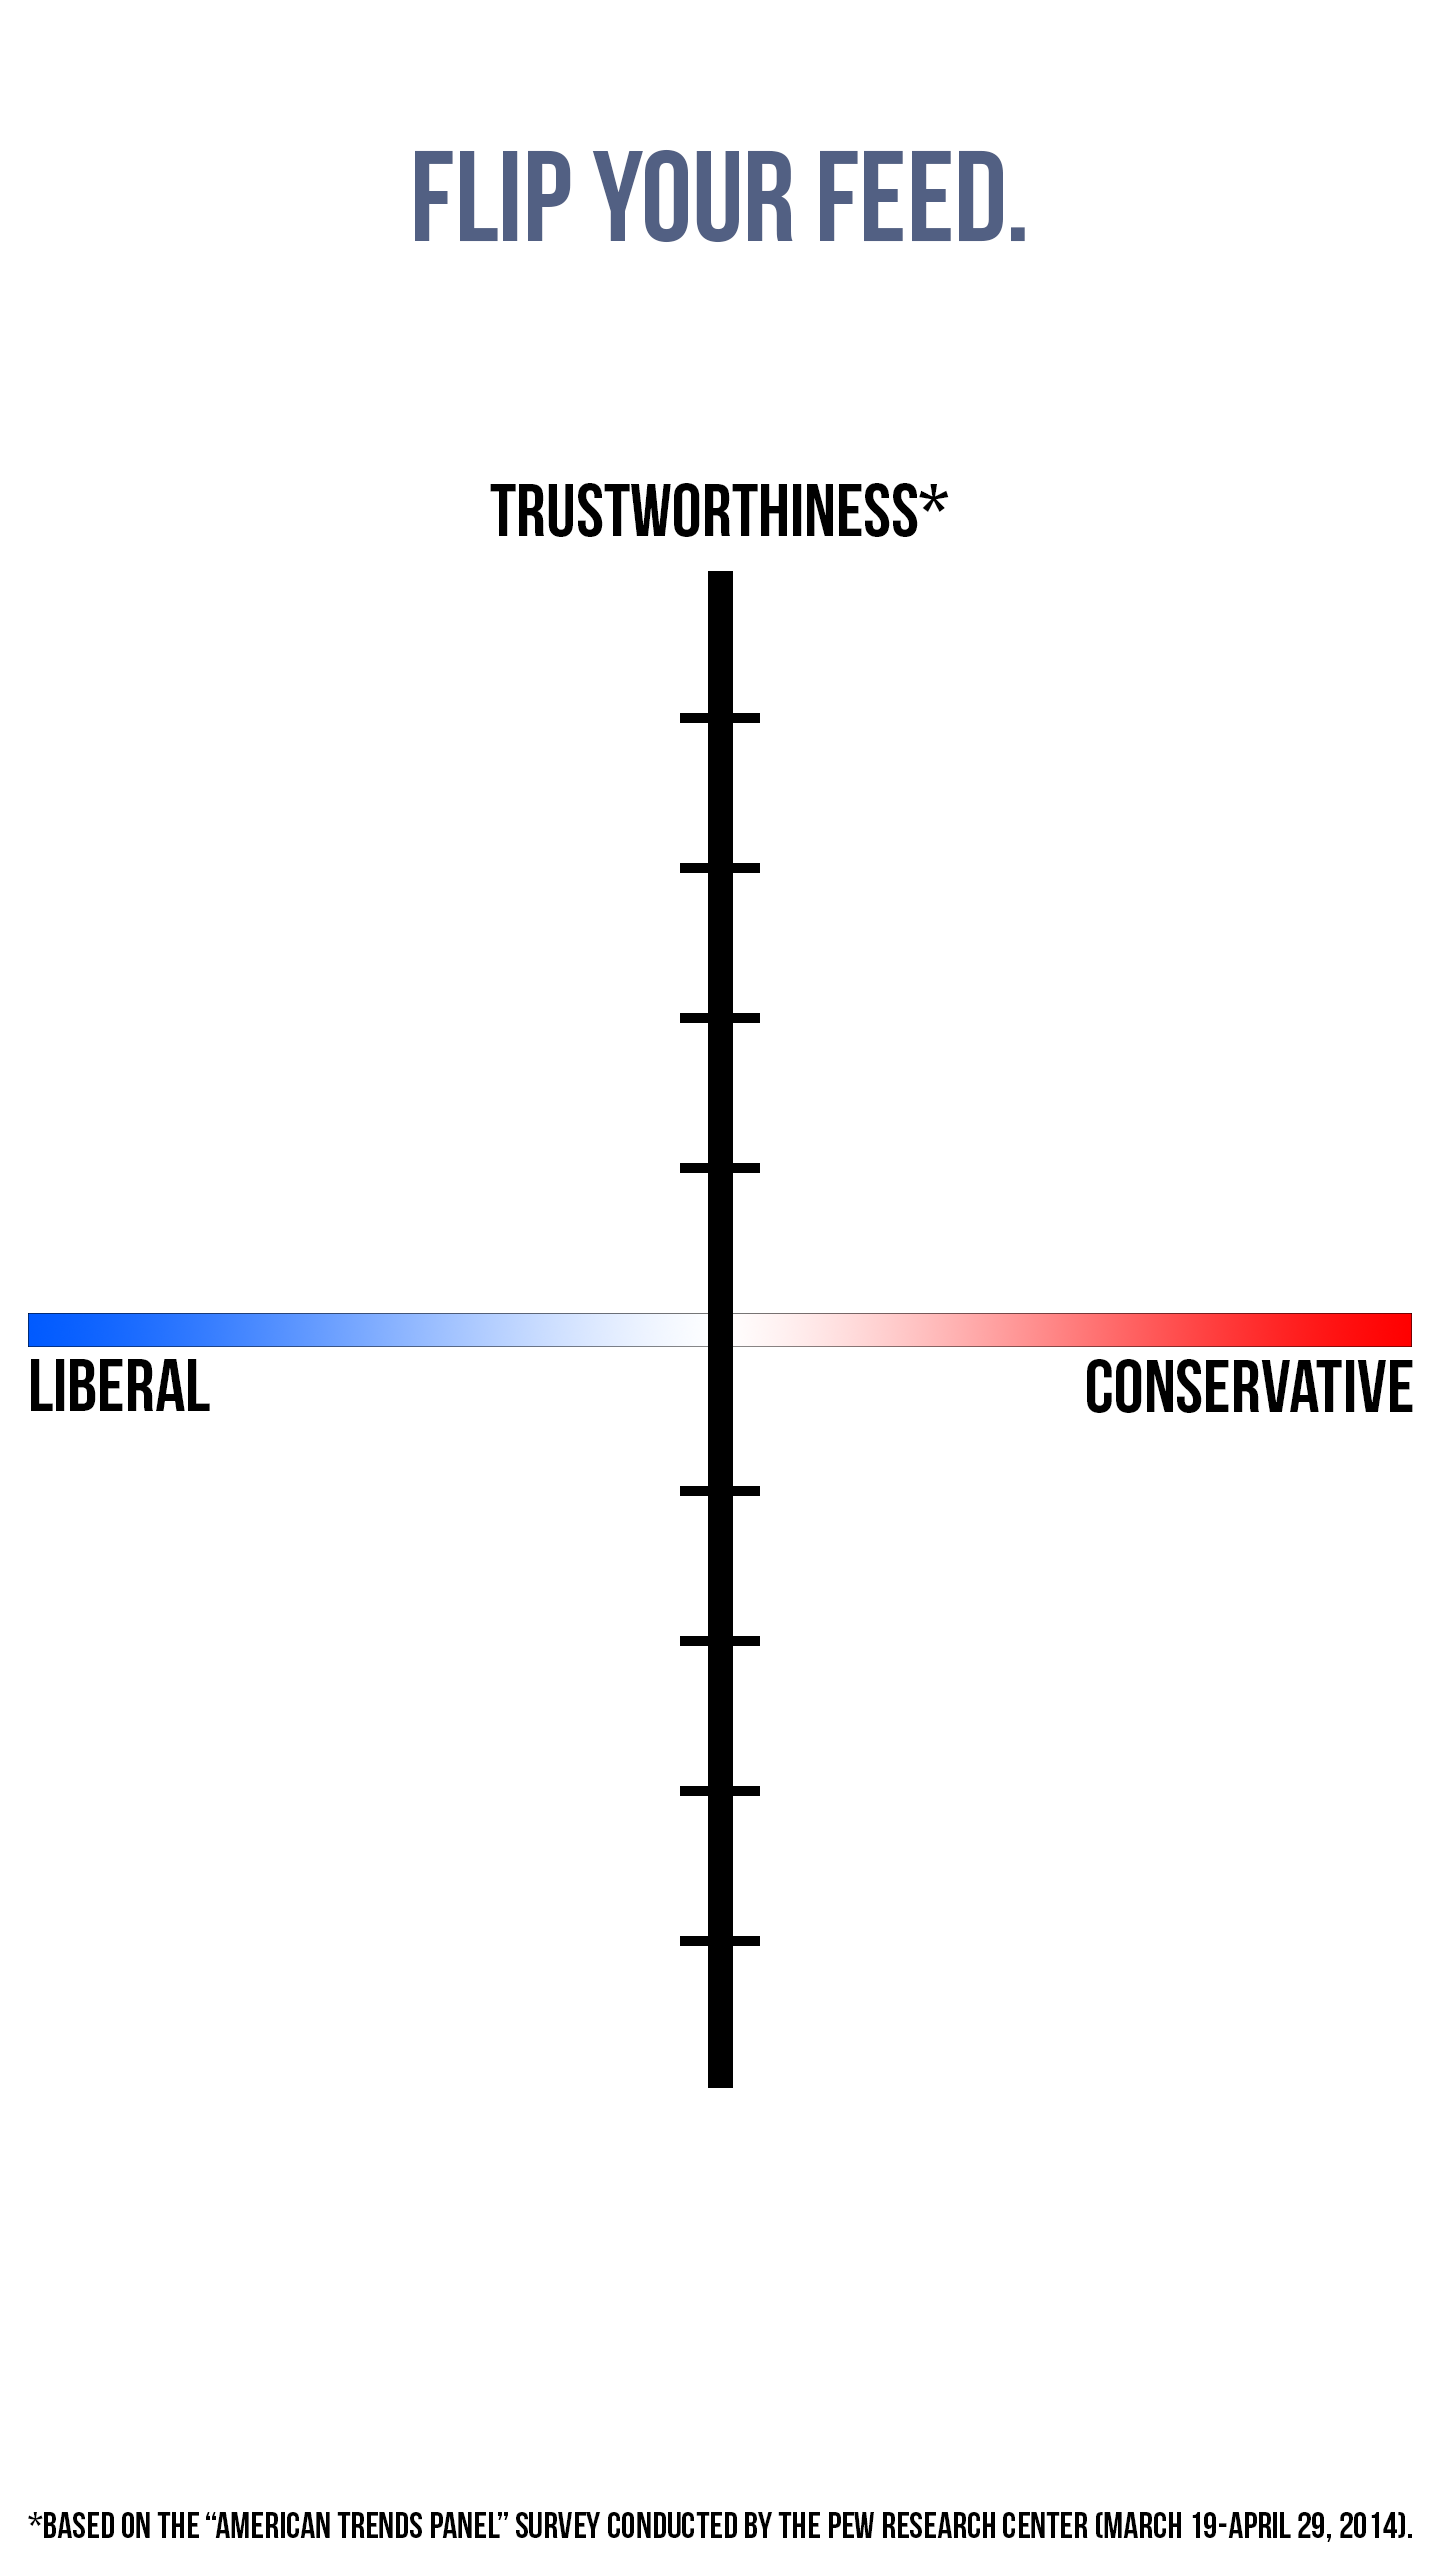 FLIP YOUR FEED.
TRUSTWORTHINESS*
LIBERAL
CONSERVATIVE
*BASED ON THE “AMERICAN TRENDS PANEL” SURVEY CONDUCTED BY THE PEW RESEARCH CENTER (MARCH 19-APRIL 29, 2014).